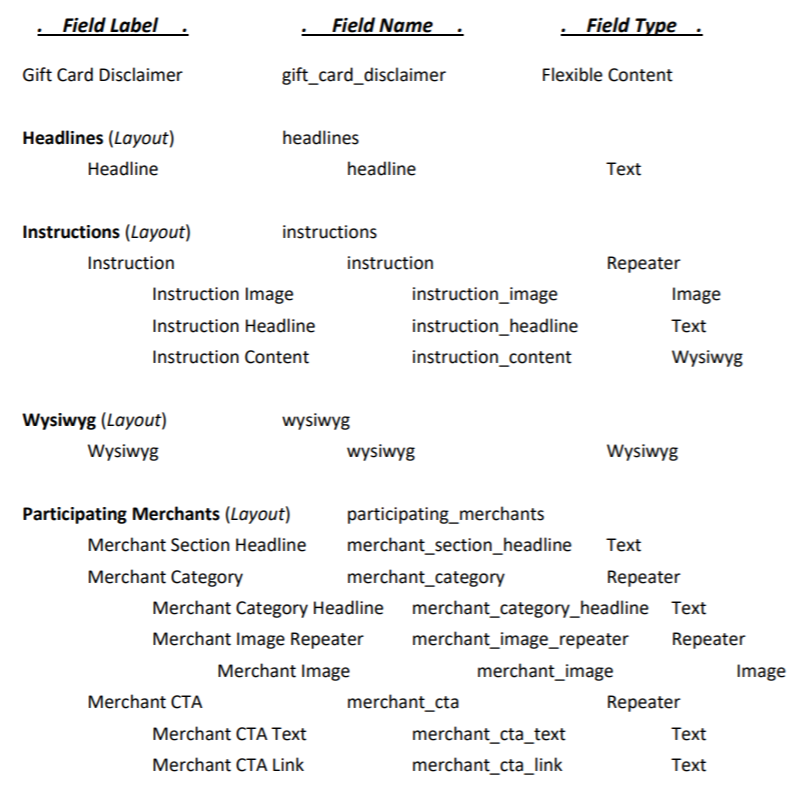 . Field Label . . Field Name . . Field Type .
Gift Card Disclaimer gift_card_disclaimer Flexible Content
Headlines (Layout) headlines
Headline headline Text
Instructions (Layout) instructions
Instruction instruction Repeater
Instruction Image instruction_image Image
Instruction Headline instruction_headline Text
Instruction Content instruction_content Wysiwyg
Wysiwyg (Layout) wysiwyg
Wysiwyg wysiwyg Wysiwyg
Participating Merchants (Layout) participating_merchants
Merchant Section Headline merchant_section_headline Text
Merchant Category merchant_category Repeater
Merchant Category Headline merchant_category_headline Text
Merchant Image Repeater merchant_image_repeater Repeater
Merchant Image merchant_image Image
Merchant CTA merchant_cta Repeater
Merchant CTA Text merchant_cta_text Text
Merchant CTA Link merchant_cta_link Text